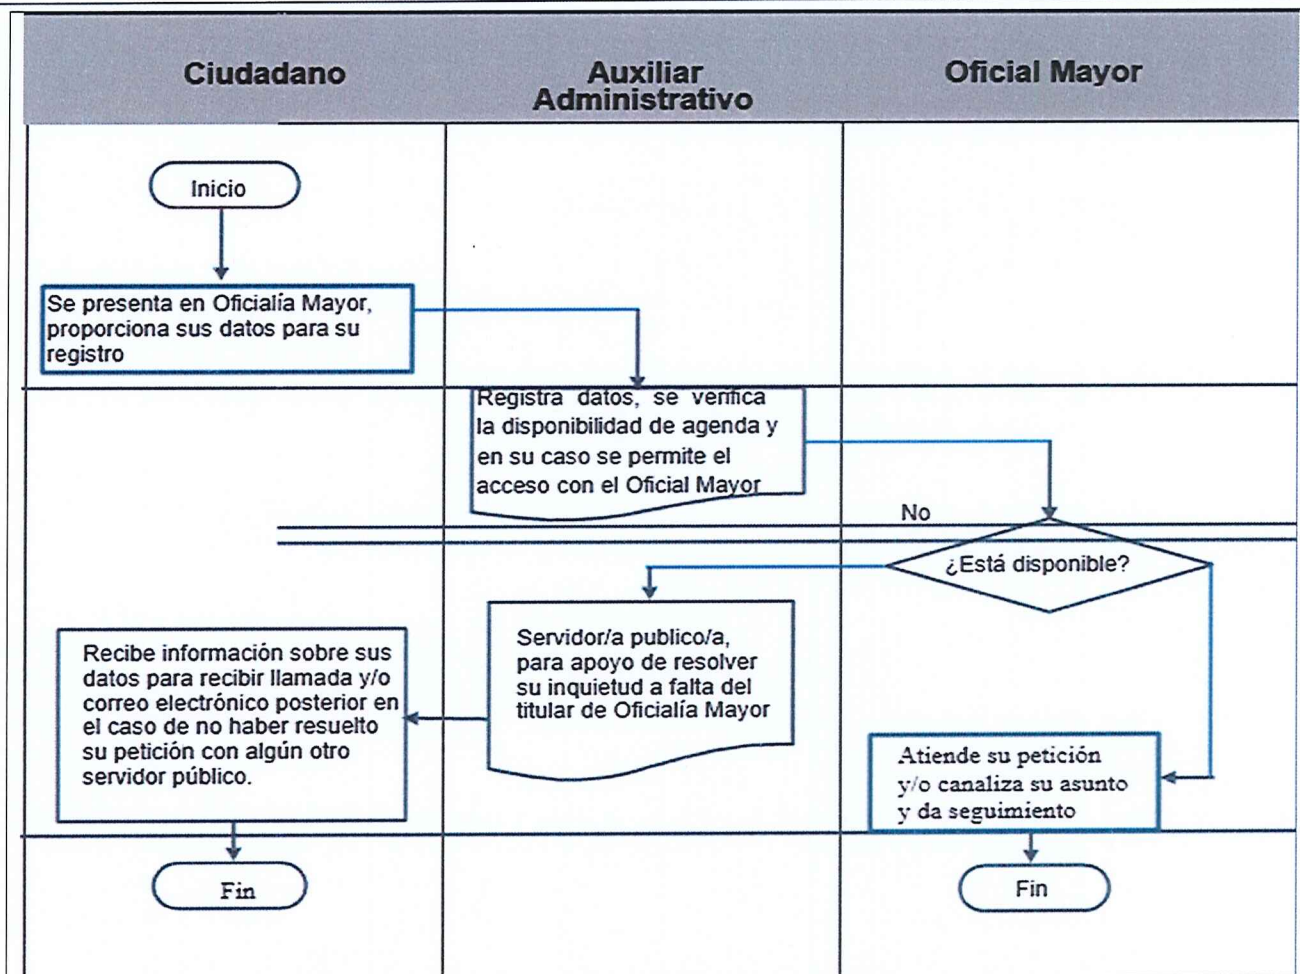 Ciudadano
Auxiliar
Administrativo
Oficial Mayor
Inicio
Se presenta en Oficialía Mayor,
proporciona sus datos para su
registro
Registra datos, se verifica
la disponibilidad de agenda y
en su caso se permite el
acceso con el Oficial Mayor
No
¿Está disponible?
Servidor/a publico/a,
para apoyo de resolver
su inquietud a falta del
titular de Oficialía Mayor
Recibe información sobre sus
datos para recibir llamada y/o
correo electrónico posterior en
el caso de no haber resuelto
su petición con algún otro
servidor público.
Atiende su petición
y/o canaliza su asunto
y da seguimiento
Fin
Fin